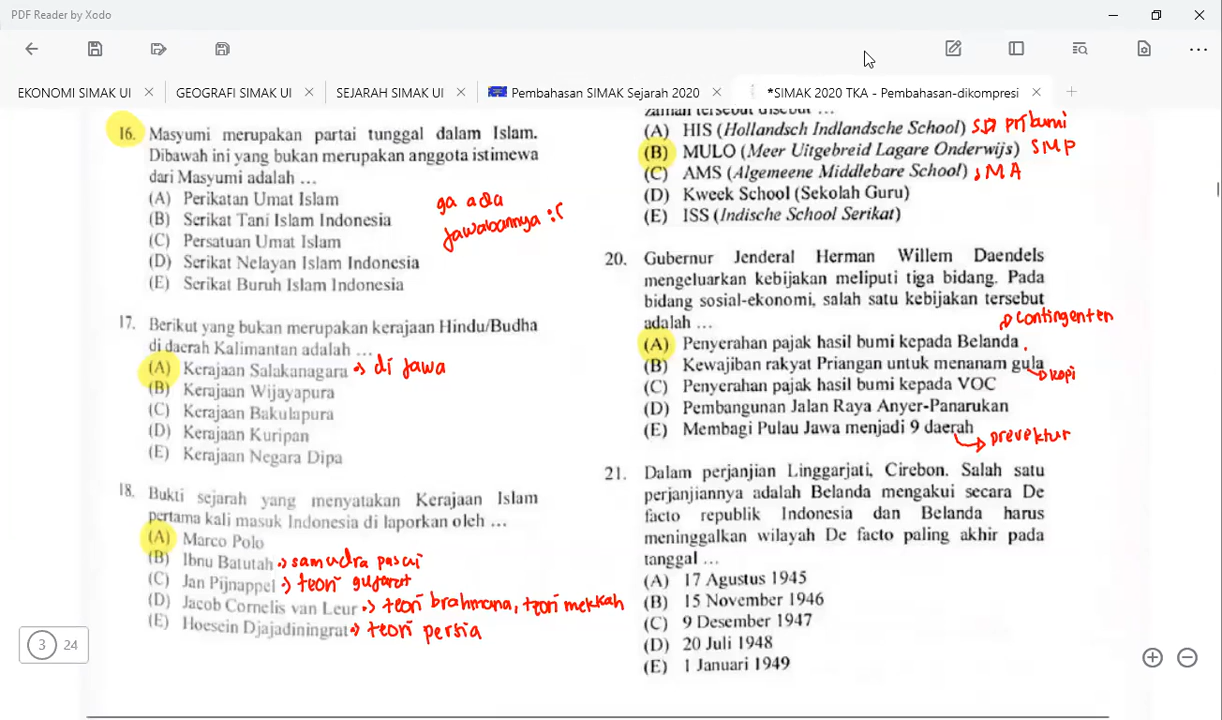 PDF Reader by Xodo
EKONOMI SIMAK UI
GEOGRAFI SIMAK UI
SEJARAH SIMAK UI
Pembahasan SIMAK Sejarah 2020
*SIMAK 2020 TKA - Pembahasan-dikompresi
16. Masyumi merupakan partai tunggal dalam Islam.
Dibawah ini yang bukan merupakan anggota istimewa
dari Masyumi adalah ...
(A) Perikatan Umat Islam
(B) Serikat Tani Islam Indonesia
(C) Persatuan Umat Islam
(D) Serikat Nelayan Islam Indonesia
(E) Serikat Buruh Islam Indonesia
ga ada
jawabannya :(
17. Berikut yang bukan merupakan kerajaan Hindu/Budha
di daerah Kalimantan adalah ...
(A) Kerajaan Salakanagara → di jawa
(B) Kerajaan Wijayapura
(C) Kerajaan Bakulapura
(D) Kerajaan Kuripan
(E) Kerajaan Negara Dipa
18. Bukti sejarah yang menyatakan Kerajaan Islam
pertama kali masuk Indonesia di laporkan oleh ...
(A) Marco Polo
(B) Ibnu Batutah → samudra pasai
(C) Jan Pijnappel → teori gujarat
(D) Jacob Cornelis van Leur → teori brahmana, teori mekkah
(E) Hoesein Djajadiningrat → teori persia
zaman tersebut disebut ...
(A) HIS (Hollandsch Indlandsche School) SD pribumi
(B) MULO (Meer Uitgebreid Lagare Onderwijs) SMP
(C) AMS (Algemeene Middlebare School) SMA
(D) Kweek School (Sekolah Guru)
(E) ISS (Indische School Serikat)
20. Gubernur Jenderal Herman Willem Daendels
mengeluarkan kebijakan meliputi tiga bidang. Pada
bidang sosial-ekonomi, salah satu kebijakan tersebut
adalah ...
→ contingenten
(A) Penyerahan pajak hasil bumi kepada Belanda
(B) Kewajiban rakyat Priangan untuk menanam gula
→ kopi
(C) Penyerahan pajak hasil bumi kepada VOC
(D) Pembangunan Jalan Raya Anyer-Panarukan
(E) Membagi Pulau Jawa menjadi 9 daerah
→ prevektur
21. Dalam perjanjian Linggarjati, Cirebon. Salah satu
perjanjiannya adalah Belanda mengakui secara De
facto republik Indonesia dan Belanda harus
meninggalkan wilayah De facto paling akhir pada
tanggal ...
(A) 17 Agustus 1945
(B) 15 November 1946
(C) 9 Desember 1947
(D) 20 Juli 1948
(E) 1 Januari 1949
3 24